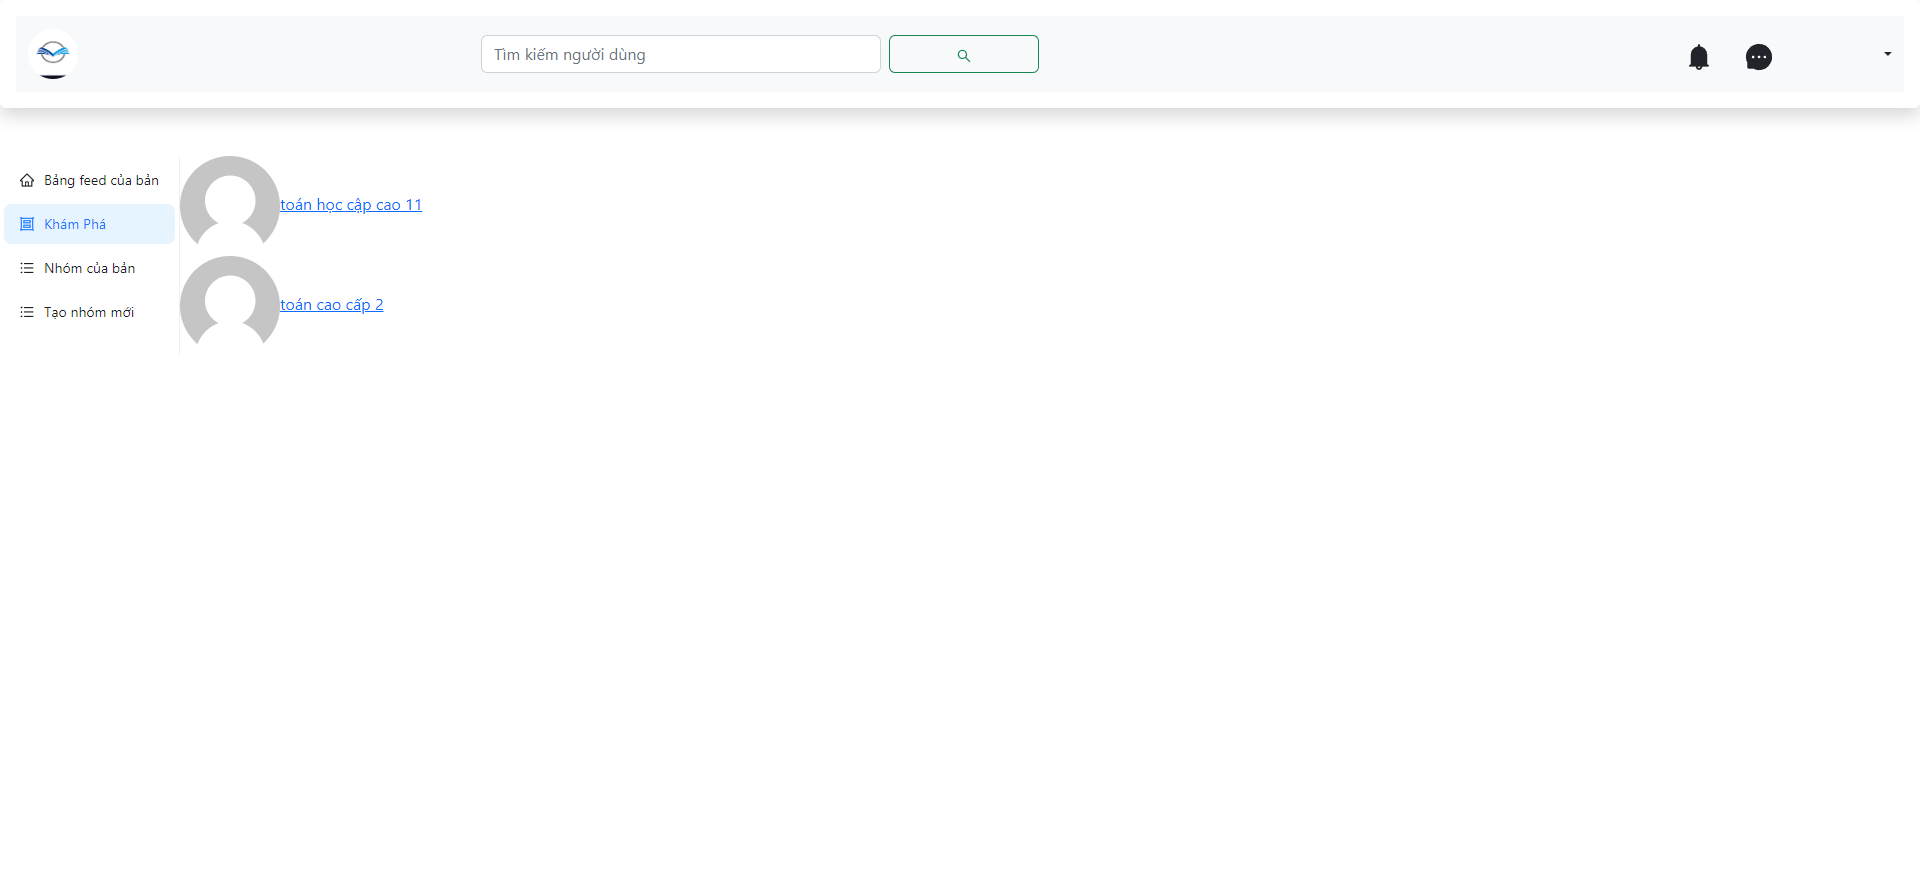 Tìm kiếm người dùng
Bảng feed của bản
Khám Phá
Nhóm của bản
Tạo nhóm mới
toán học cập cao 11
toán cao cấp 2